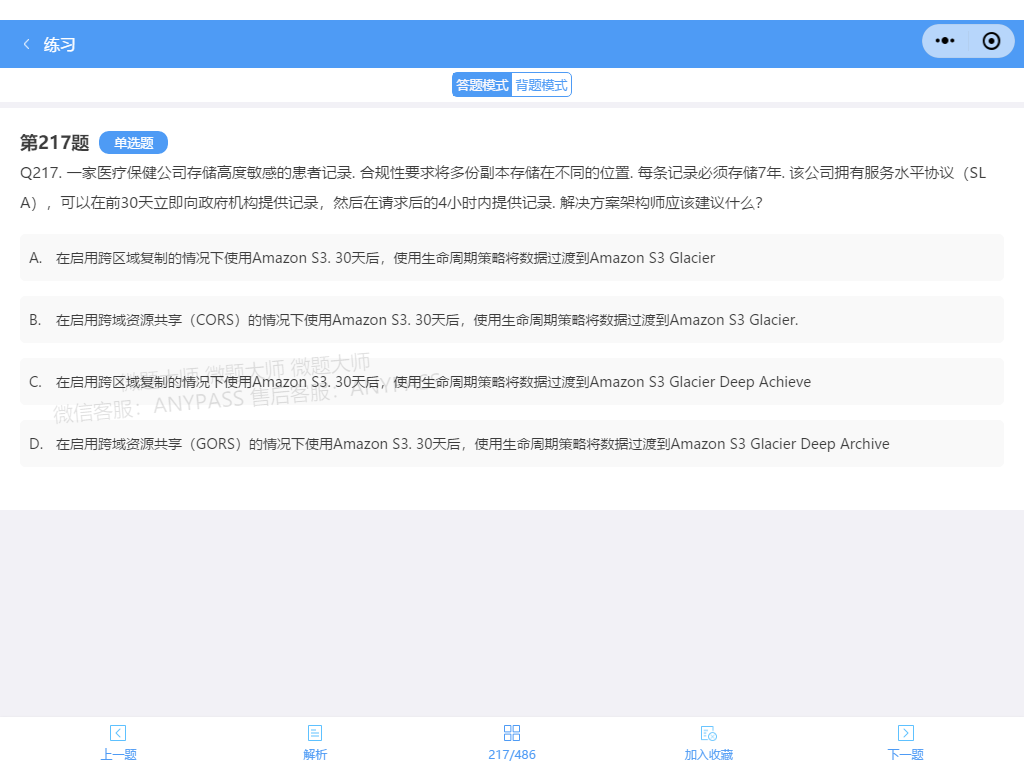 练习
答题模式 背题模式
第217题 单选题
Q217. 一家医疗保健公司存储高度敏感的患者记录. 合规性要求将多份副本存储在不同的位置. 每条记录必须存储7年. 该公司拥有服务水平协议（SL
A），可以在前30天立即向政府机构提供记录，然后在请求后的4小时内提供记录. 解决方案架构师应该建议什么？
A. 在启用跨区域复制的情况下使用Amazon S3. 30天后，使用生命周期策略将数据过渡到Amazon S3 Glacier
B. 在启用跨域资源共享（CORS）的情况下使用Amazon S3. 30天后，使用生命周期策略将数据过渡到Amazon S3 Glacier.
微题大师 微题大师 微题大师
C. 在启用跨区域复制的情况下使用Amazon S3. 30天后，使用生命周期策略将数据过渡到Amazon S3 Glacier Deep Achieve
微信客服：ANYPASS 售后客服：ANYPASS
D. 在启用跨域资源共享（GORS）的情况下使用Amazon S3. 30天后，使用生命周期策略将数据过渡到Amazon S3 Glacier Deep Archive
上一题 解析 217/486 加入收藏 下一题